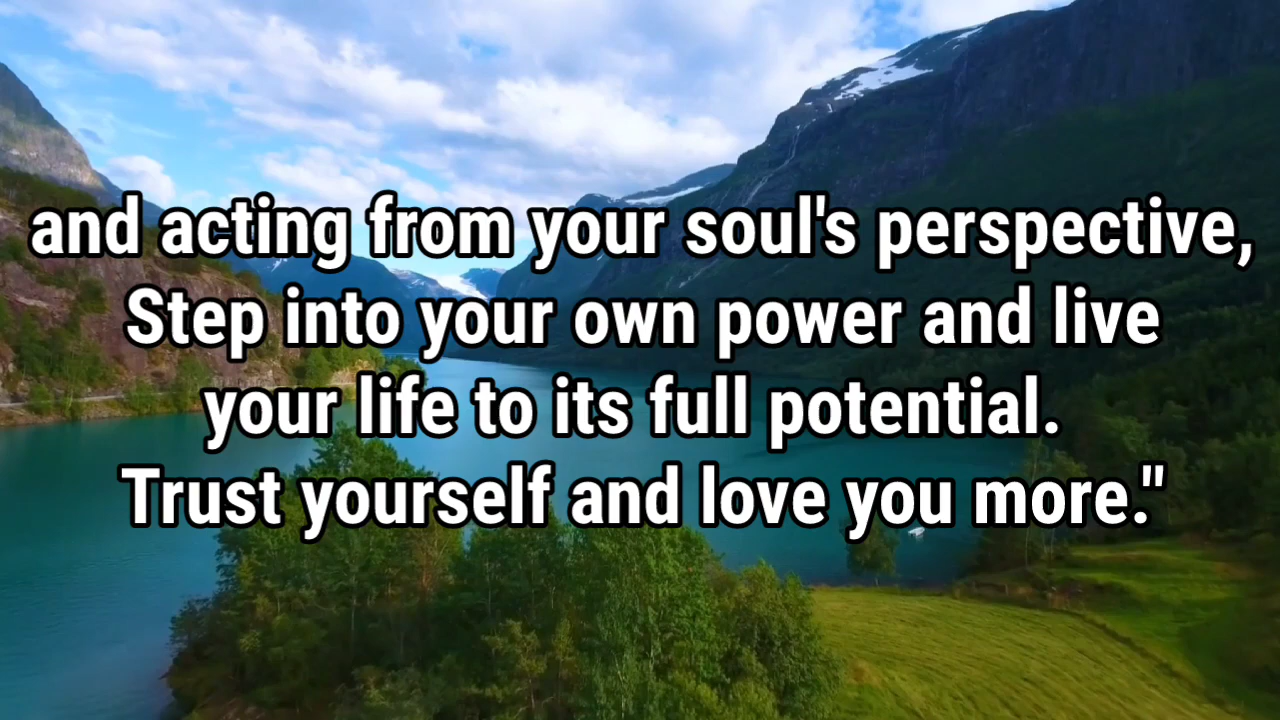 and acting from your soul's perspective,
Step into your own power and live
your life to its full potential.
Trust yourself and love you more."